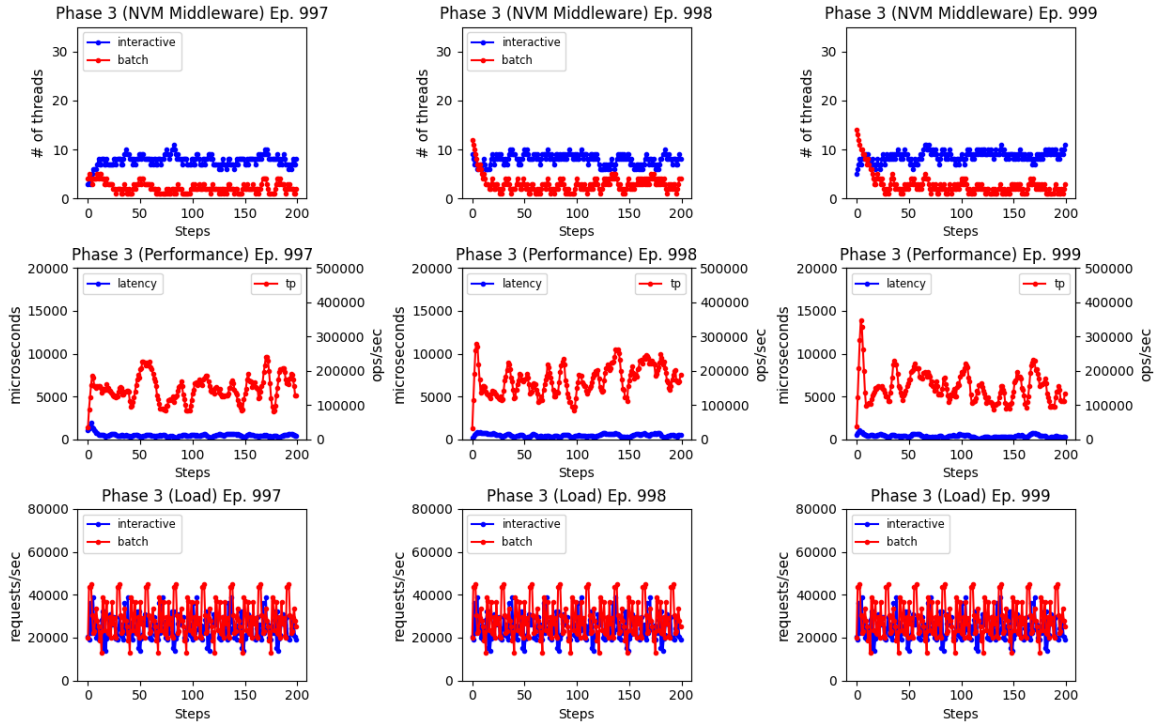 Phase 3 (NVM Middleware) Ep. 997
# of threads
30
20
10
0
interactive
batch
0 50 100 150 200
Steps
Phase 3 (NVM Middleware) Ep. 998
# of threads
30
20
10
0
interactive
batch
0 50 100 150 200
Steps
Phase 3 (NVM Middleware) Ep. 999
# of threads
30
20
10
0
0 50 100 150 200
Steps
Phase 3 (Performance) Ep. 997
microseconds
20000
15000
10000
5000
0
latency
tp
500000
400000
300000
200000
100000
0
ops/sec
0 50 100 150 200
Steps
Phase 3 (Performance) Ep. 998
microseconds
20000
15000
10000
5000
0
latency
tp
500000
400000
300000
200000
100000
0
ops/sec
0 50 100 150 200
Steps
Phase 3 (Performance) Ep. 999
microseconds
20000
15000
10000
5000
0
latency
tp
500000
400000
300000
200000
100000
0
ops/sec
0 50 100 150 200
Steps
Phase 3 (Load) Ep. 997
requests/sec
80000
60000
40000
20000
0
interactive
batch
0 50 100 150 200
Steps
Phase 3 (Load) Ep. 998
requests/sec
80000
60000
40000
20000
0
interactive
batch
0 50 100 150 200
Steps
Phase 3 (Load) Ep. 999
requests/sec
80000
60000
40000
20000
0
interactive
batch
0 50 100 150 200
Steps